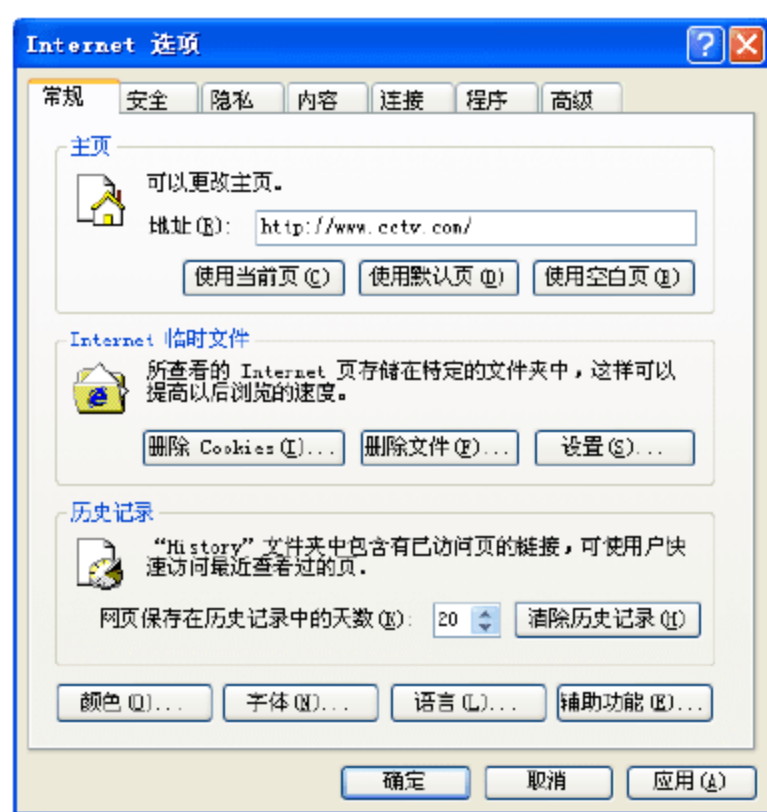 Internet 选项
常规 安全 隐私 内容 连接 程序 高级
主页
可以更改主页。
地址(R): http://www.cctv.com/
使用当前页(C) 使用默认页(D) 使用空白页(B)
Internet 临时文件
所查看的 Internet 页存储在特定的文件夹中，这样可以
提高以后浏览的速度。
删除 Cookies(I)... 删除文件(F)... 设置(S)...
历史记录
“History”文件夹中包含有已访问页的链接，可使用户快
速访问最近查看过的页.
网页保存在历史记录中的天数(K): 20 清除历史记录(H)
颜色(O)... 字体(N)... 语言(L)... 辅助功能(E)...
确定 取消 应用(A)